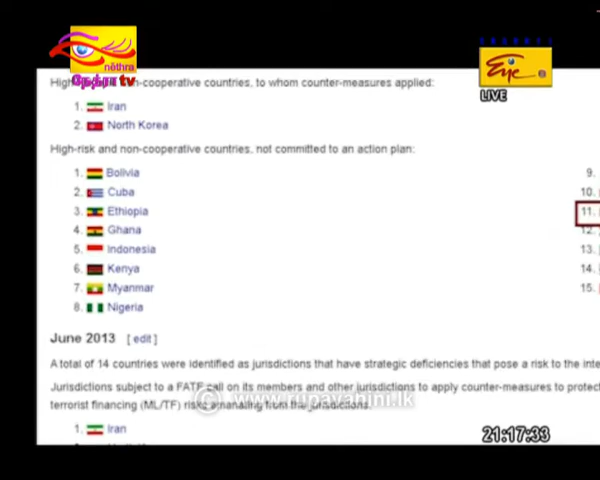 nēthra
நேத்ரா tv
Eye
LIVE
High-risk and non-cooperative countries, to whom counter-measures applied:
1. Iran
2. North Korea
High-risk and non-cooperative countries, not committed to an action plan:
1. Bolivia
2. Cuba
3. Ethiopia
4. Ghana
5. Indonesia
6. Kenya
7. Myanmar
8. Nigeria
9.
10.
11.
12.
13.
14.
15.
June 2013 [ edit ]
A total of 14 countries were identified as jurisdictions that have strategic deficiencies that pose a risk to the inte
Jurisdictions subject to a FATF call on its members and other jurisdictions to apply counter-measures to protec
terrorist financing (ML/TF) risks emanating from the jurisdictions.
© www.rupavahini.lk
1. Iran
21:17:33